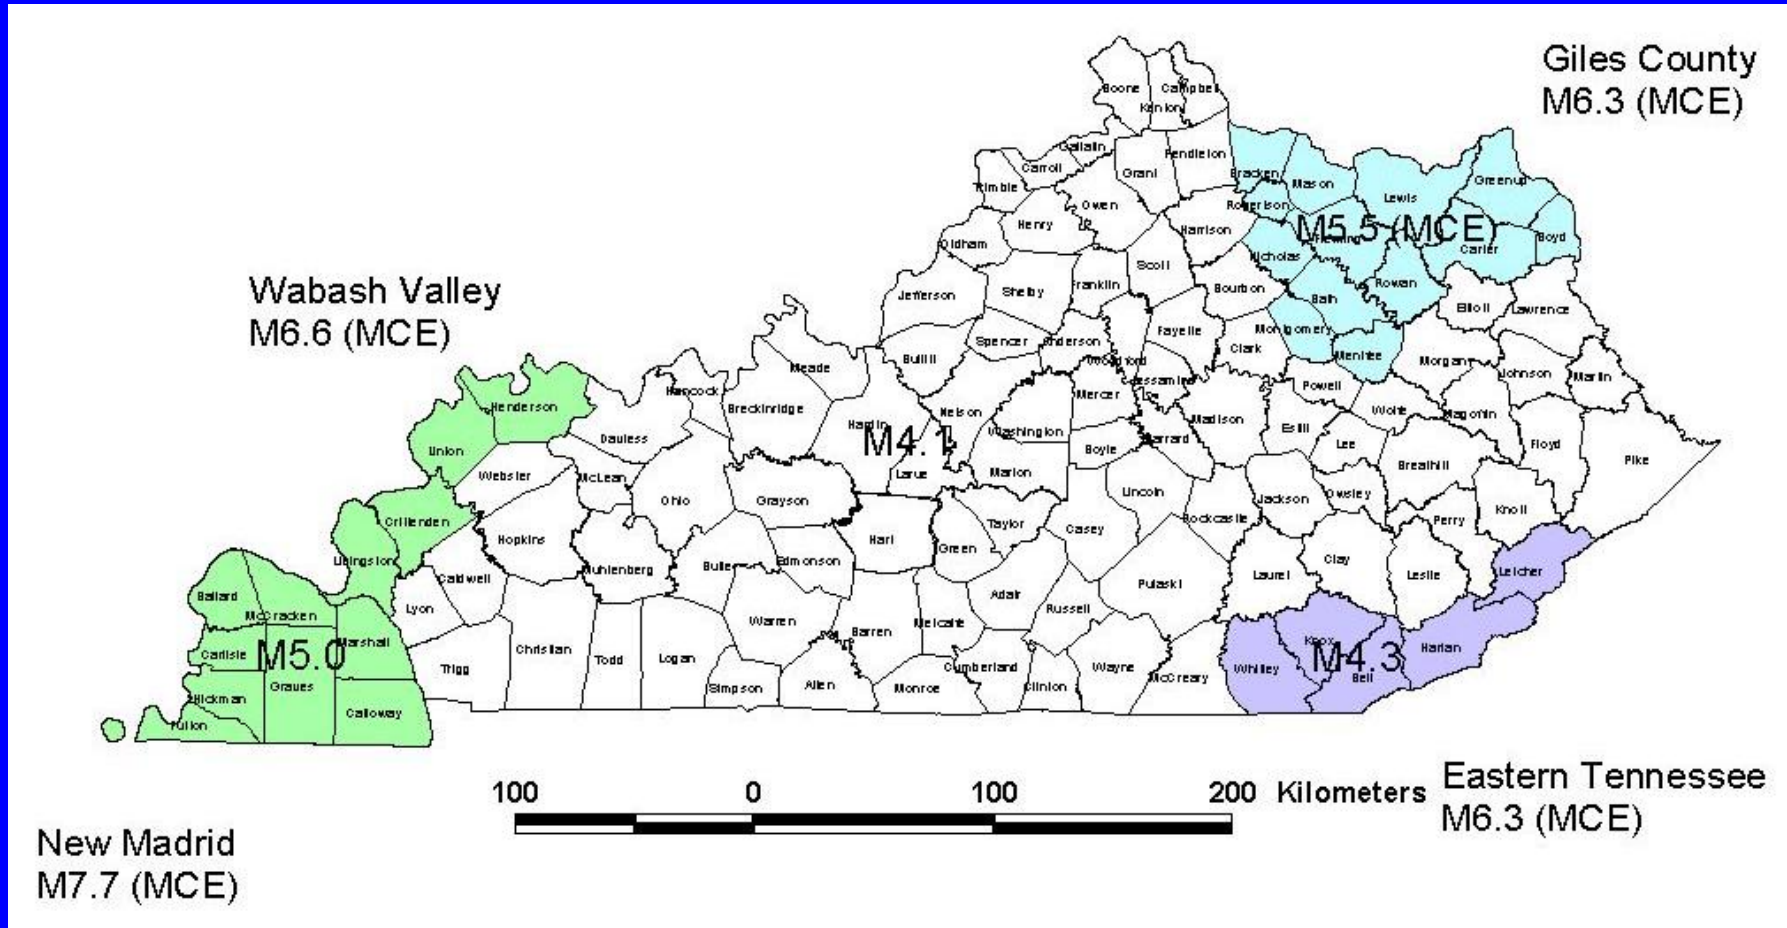 Giles County
M6.3 (MCE)
Boone
Campbell
Kenton
Gallatin
Carroll
Grant
Pendleton
Bracken
Mason
Lewis
Greenup
Trimble
Owen
Robertson
Henry
Harrison
M5.5 (MCE)
Fleming
Carter
Boyd
Oldham
Nicholas
Scott
Jefferson
Shelby
Franklin
Bourbon
Bath
Rowan
Elliott
Lawrence
Wabash Valley
M6.6 (MCE)
Spencer
Anderson
Fayette
Montgomery
Clark
Bullitt
Woodford
Menifee
Morgan
Meade
Jessamine
Johnson
Martin
Hancock
Breckinridge
Henderson
Nelson
Mercer
Powell
Wolfe
Magoffin
Hardin
M4.1
Washington
Madison
Estill
Daviess
Union
Boyle
Garrard
Lee
Floyd
Pike
Webster
McLean
Ohio
Grayson
Larue
Marion
Lincoln
Jackson
Owsley
Breathitt
Knott
Perry
Crittenden
Hopkins
Hart
Taylor
Green
Casey
Rockcastle
Livingston
Caldwell
Muhlenberg
Butler
Edmonson
Pulaski
Laurel
Clay
Leslie
Letcher
Ballard
McCracken
Lyon
Warren
Barren
Metcalfe
Adair
Russell
Carlisle
M5.0
Marshall
Trigg
Christian
Todd
Logan
Simpson
Allen
Monroe
Cumberland
Clinton
Wayne
McCreary
Whitley
Knox
M4.3
Bell
Harlan
Hickman
Graves
Calloway
Fulton
100 0 100 200 Kilometers
Eastern Tennessee
M6.3 (MCE)
New Madrid
M7.7 (MCE)